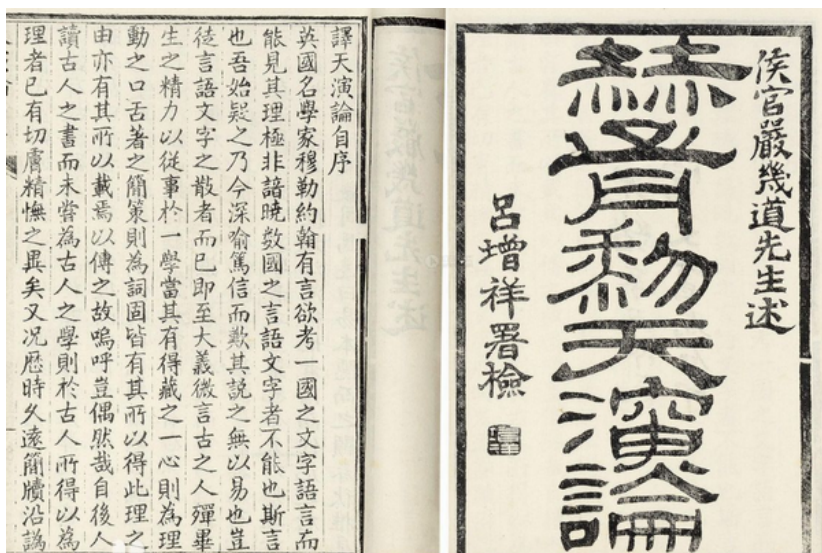 侯官嚴幾道先生述
赫胥黎天演論
呂增祥署檢
譯天演論自序
英國名學家穆勒約翰有言欲考一國之文字語言而
能見其理極非諳曉數國之言語文字者不能也斯言
也吾始疑之乃今深喻篤信而歎其説之無以易也豈
徒言語文字之散者而已即至大義微言古之人殫畢
生之精力以從事於一學當其有得藏之一心則為理
動之口舌著之簡策則為詞固皆有其所以得此理之
由亦有其所以載焉以傳之故嗚呼豈偶然哉自後人
讀古人之書而未嘗為古人之學則於古人所得以為
理者已有切膚精憮之異矣又況歷時久遠簡牘沿譌